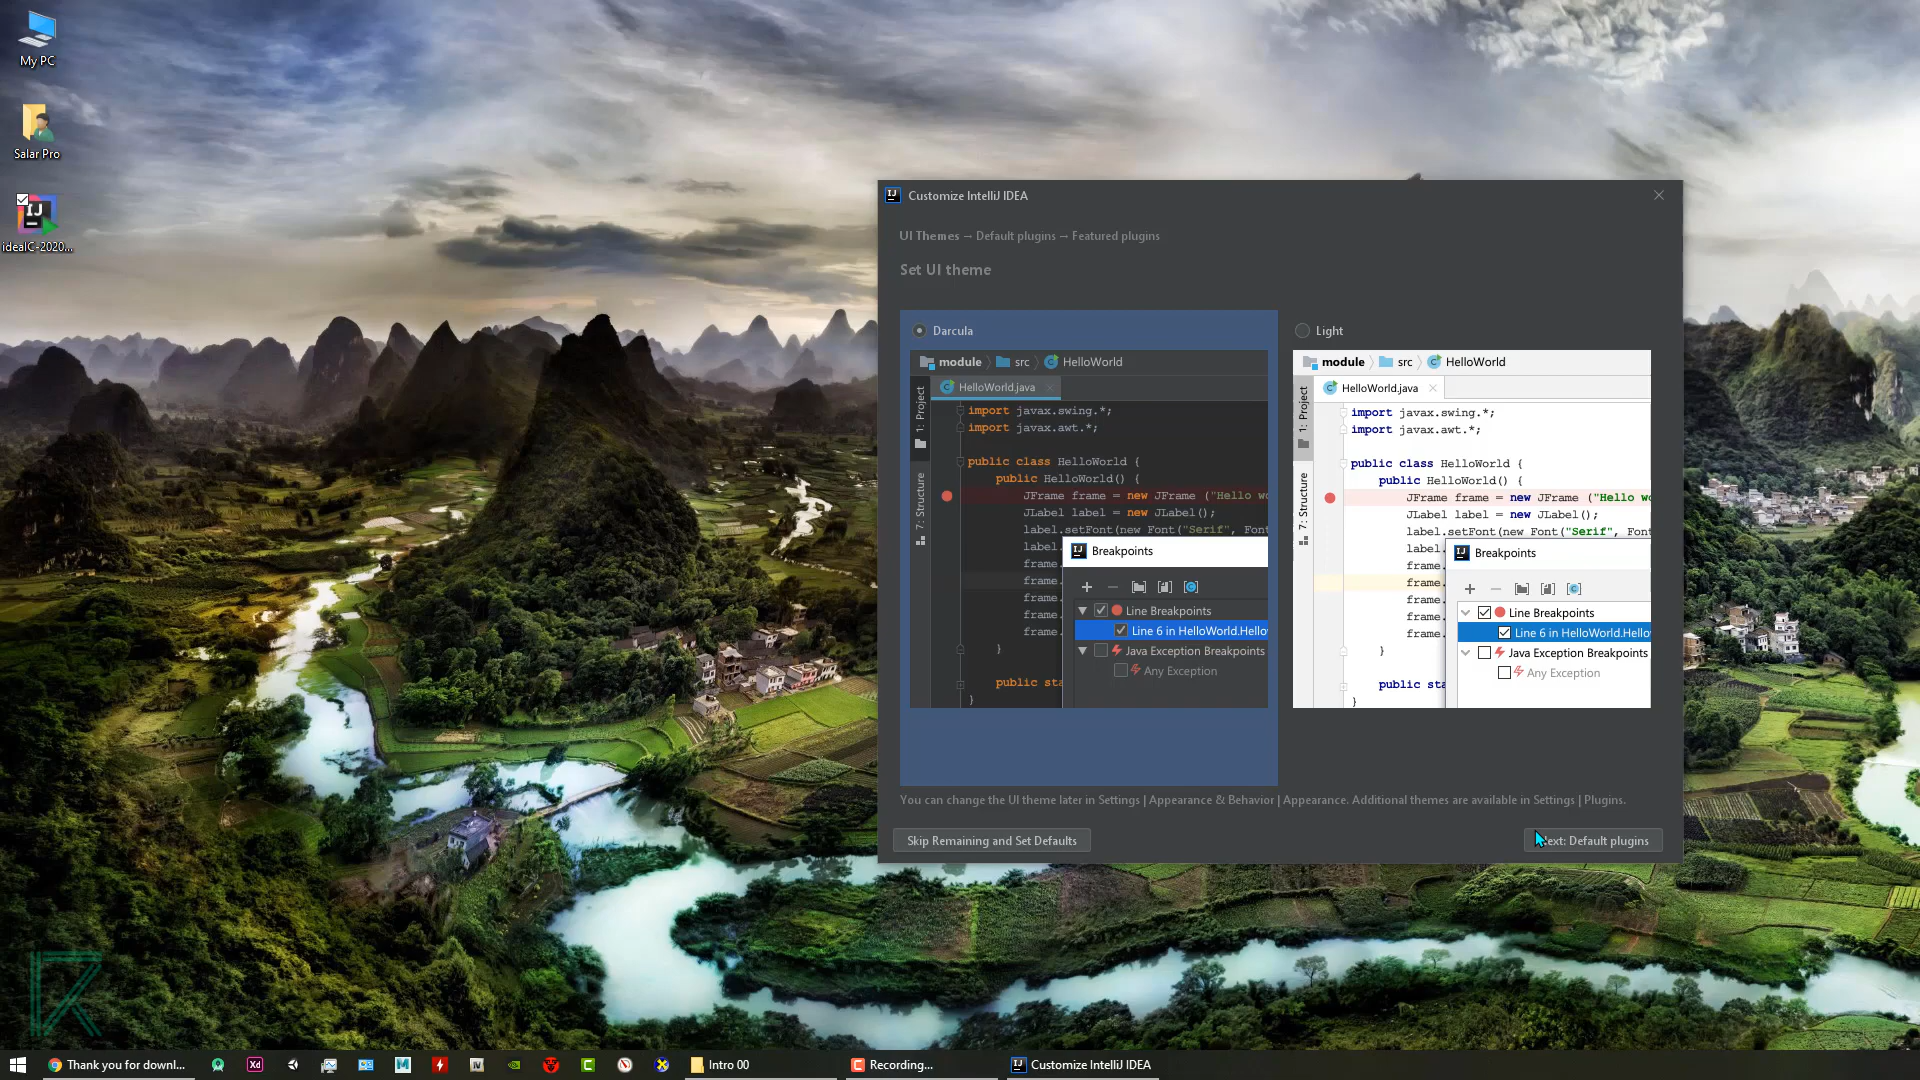 My PC
Salar Pro
idealC-2020...
IJ
Customize IntelliJ IDEA
UI Themes → Default plugins → Featured plugins
Set UI theme
Darcula
module
src
HelloWorld
HelloWorld.java
1: Project
7: Structure
import javax.swing.*;
import javax.awt.*;
public class HelloWorld {
public HelloWorld() {
JFrame frame = new JFrame ("Hello wo
JLabel label = new JLabel();
label.setFont(new Font("Serif", Font
label.
frame.
frame.
frame.
frame.
frame.
}
public sta
}
IJ Breakpoints
Line Breakpoints
Line 6 in HelloWorld.Hello
Java Exception Breakpoints
Any Exception
Light
module
src
HelloWorld
HelloWorld.java
1: Project
7: Structure
import javax.swing.*;
import javax.awt.*;
public class HelloWorld {
public HelloWorld() {
JFrame frame = new JFrame ("Hello wo
JLabel label = new JLabel();
label.setFont(new Font("Serif", Font
label.
frame.
frame.
frame.
frame.
frame.
}
public sta
}
IJ Breakpoints
Line Breakpoints
Line 6 in HelloWorld.Hello
Java Exception Breakpoints
Any Exception
You can change the UI theme later in Settings | Appearance & Behavior | Appearance. Additional themes are available in Settings | Plugins.
Skip Remaining and Set Defaults
ext: Default plugins
Thank you for downl...
Xd
Intro 00
Recording...
Customize IntelliJ IDEA